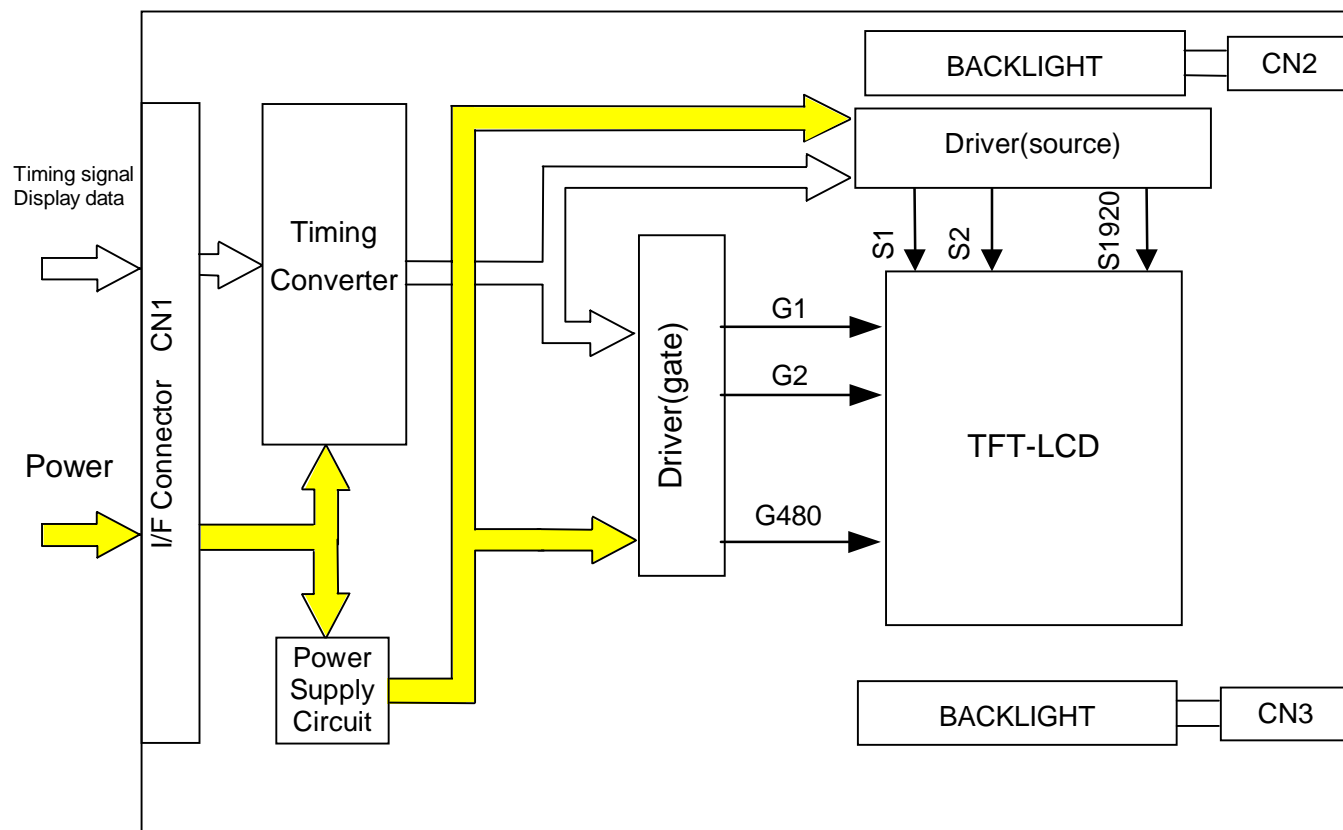 BACKLIGHT
CN2
Driver(source)
Timing signal
Display data
S1
S2
S1920
Timing
Converter
I/F Connector CN1
Driver(gate)
G1
G2
G480
TFT-LCD
Power
Power
Supply
Circuit
BACKLIGHT
CN3